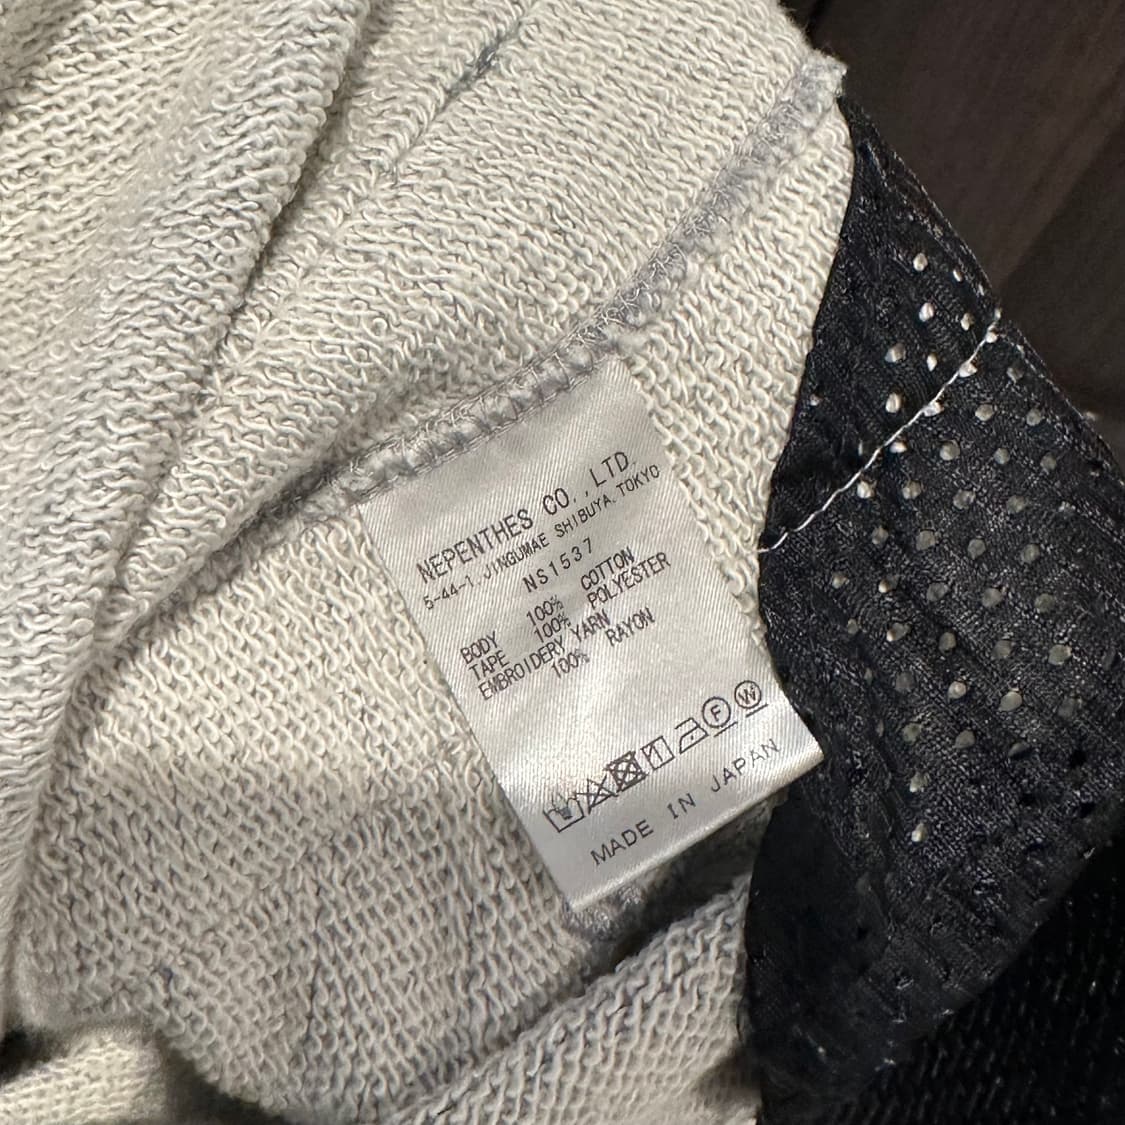 NEPENTHES CO.,LTD.
5-44-1,JINGUMAE SHIBUYA,TOKYO
NS1537
BODY 100% COTTON
TAPE 100% POLYESTER
EMBROIDERY YARN
100% RAYON
F W
MADE IN JAPAN